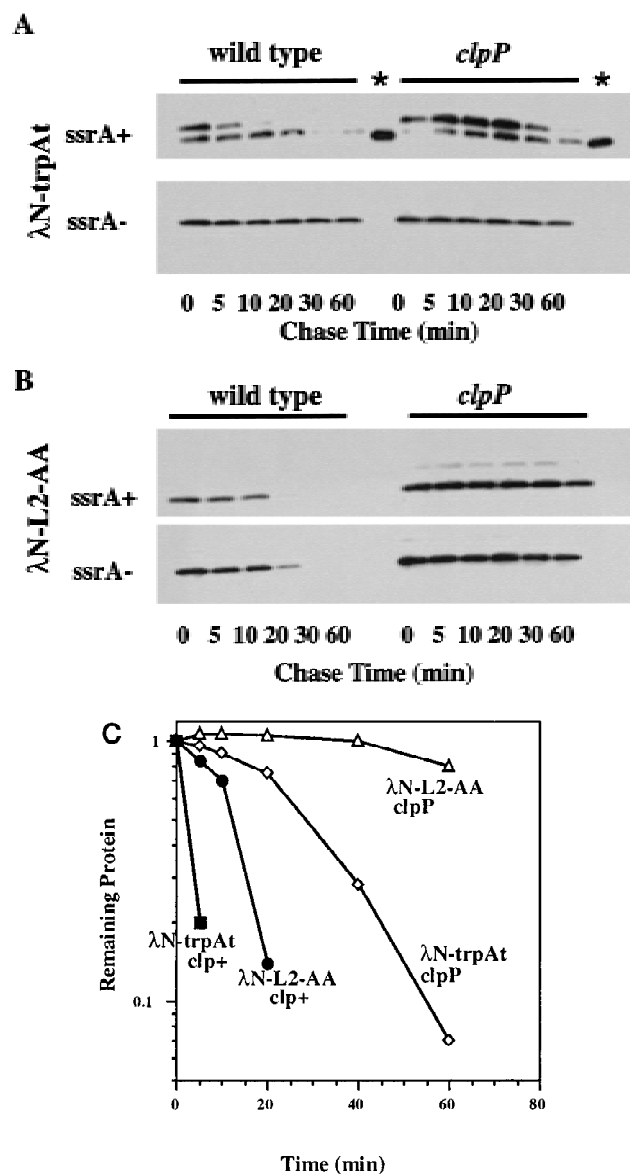 A
wild type * clpP *
λN-trpAt
ssrA+
ssrA-
0 5 10 20 30 60 0 5 10 20 30 60
Chase Time (min)
B
wild type clpP
λN-L2-AA
ssrA+
ssrA-
0 5 10 20 30 60 0 5 10 20 30 60
Chase Time (min)
C
1
0.1
Remaining Protein
λN-L2-AA
clpP
λN-trpAt
clp+
λN-L2-AA
clp+
λN-trpAt
clpP
0 20 40 60 80
Time (min)